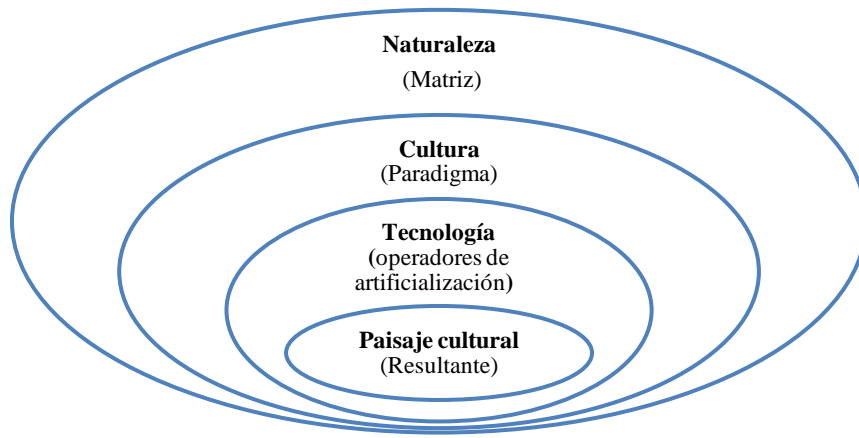 Naturaleza
(Matriz)
Cultura
(Paradigma)
Tecnología
(operadores de
artificialización)
Paisaje cultural
(Resultante)